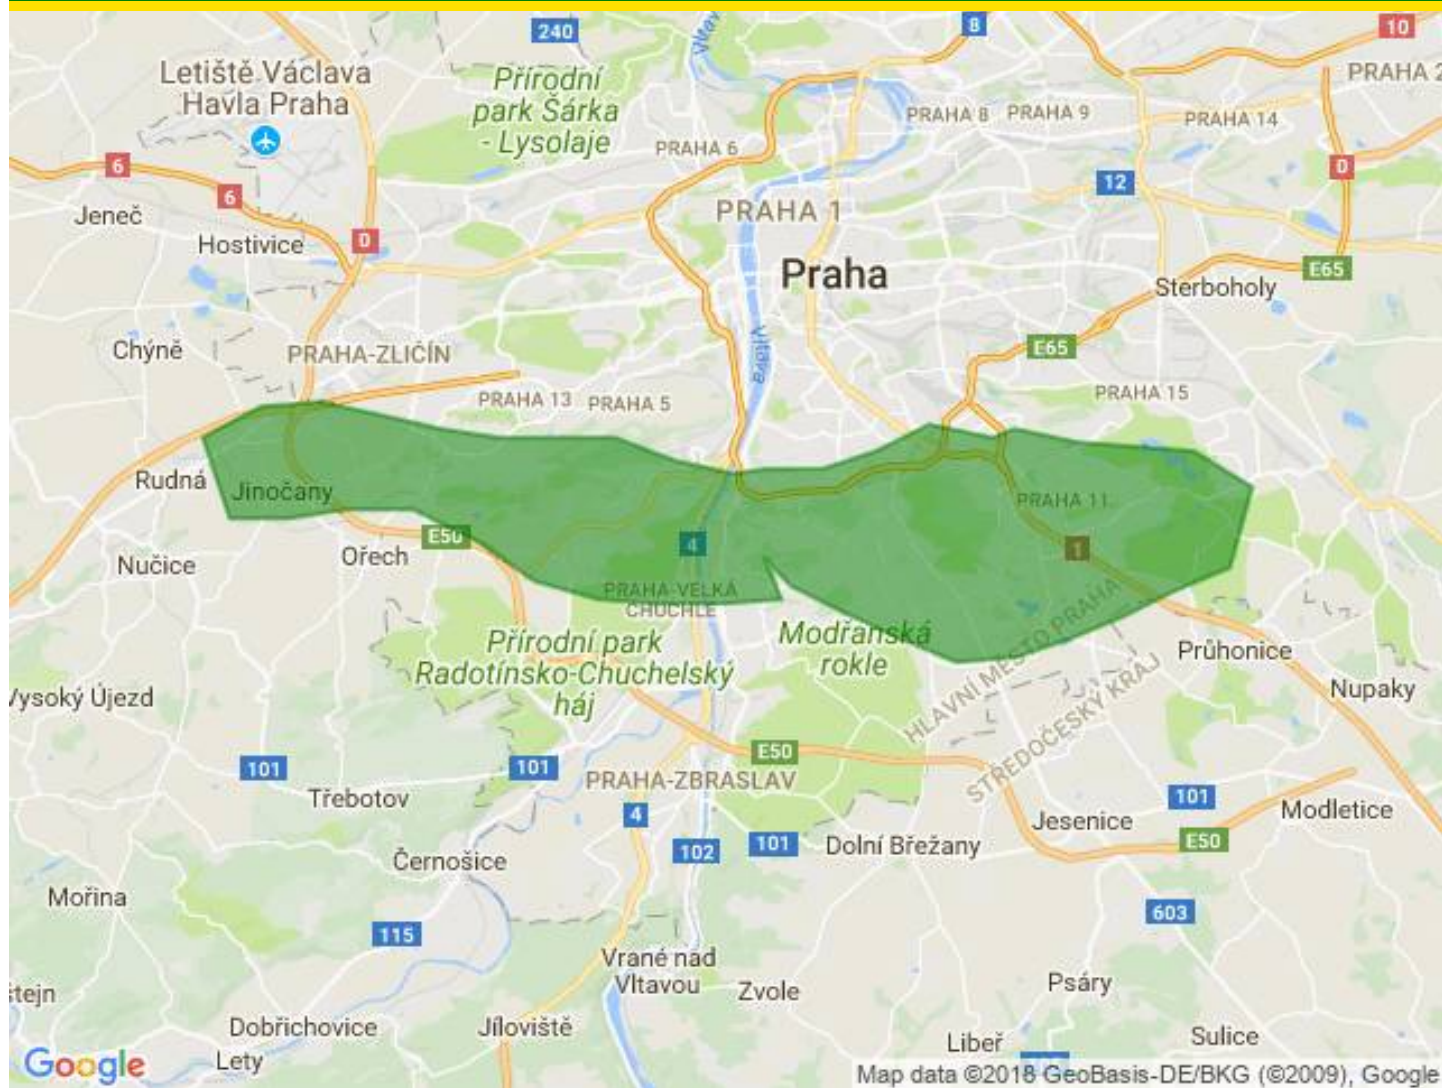 240
8
10
Vltav
Letiště Václava
Havla Praha
Přírodní
park Šárka
- Lysolaje
PRAHA 2
PRAHA 8
PRAHA 9
PRAHA 14
PRAHA 6
6
6
0
12
Jeneč
PRAHA 1
Hostivice
0
Praha
E65
Sterboholy
Chýně
PRAHA-ZLIČÍN
Vltava
E65
PRAHA 13
PRAHA 5
PRAHA 15
Rudná
Jinočany
PRAHA 11
E50
4
1
Nučice
Ořech
PRAHA-VELKÁ
CHUCHLE
Přírodní park
Radotínsko-Chuchelský
háj
Modřanská
rokle
HLAVNÍ MĚSTO PRAHA
STŘEDOČESKÝ KRAJ
Průhonice
Nupaky
Vysoký Újezd
101
101
E50
PRAHA-ZBRASLAV
Třebotov
4
101
Modletice
Jesenice
102
101
Dolní Břežany
E50
Černošice
Mořina
115
603
Vrané nad
Vltavou
Zvole
Psáry
štejn
Dobřichovice
Jíloviště
Libeř
Sulice
Lety
Google
Map data ©2018 GeoBasis-DE/BKG (©2009), Google